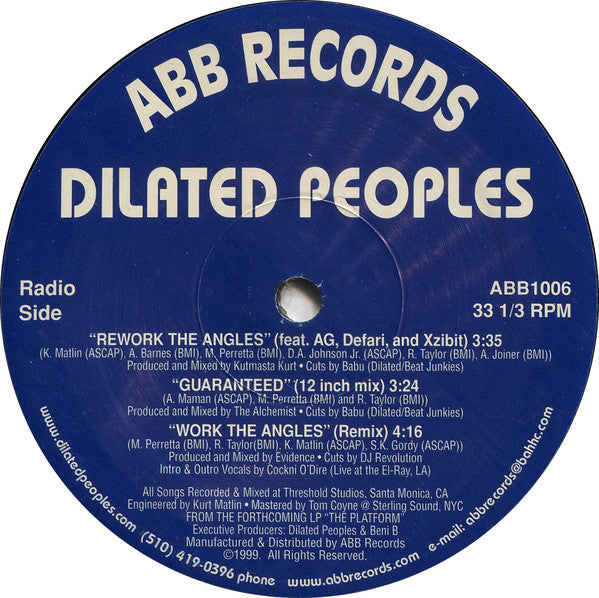 ABB RECORDS
DILATED PEOPLES
Radio Side
ABB1006
33 1/3 RPM
"REWORK THE ANGLES" (feat. AG, Defari, and Xzibit) 3:35
(K. Matlin (ASCAP), A. Barnes (BMI), M. Perretta (BMI), D.A. Johnson Jr. (ASCAP), R. Taylor (BMI), A. Joiner (BMI))
Produced and Mixed by Kutmasta Kurt • Cuts by Babu (Dilated/Beat Junkies)
"GUARANTEED" (12 inch mix) 3:24
(A. Maman (ASCAP), M. Perretta (BMI) and R. Taylor (BMI))
Produced and Mixed by The Alchemist • Cuts by Babu (Dilated/Beat Junkies)
"WORK THE ANGLES" (Remix) 4:16
(M. Perretta (BMI), R. Taylor(BMI), K. Matlin (ASCAP), S.K. Gordy (ASCAP))
Produced and Mixed by Evidence • Cuts by DJ Revolution
Intro & Outro Vocals by Cockni O'Dire (Live at the El-Ray, LA)
All Songs Recorded & Mixed at Threshold Studios, Santa Monica, CA
Engineered by Kurt Matlin • Mastered by Tom Coyne @ Sterling Sound, NYC
FROM THE FORTHCOMING LP "THE PLATFORM"
Executive Producers: Dilated Peoples & Beni B
Manufactured & Distributed by ABB Records
©1999. All Rights Reserved.
www.dilatedpeoples.com
(510) 419-0396 phone
www.abbrecords.com
e-mail: abbrecords@bathhc.com